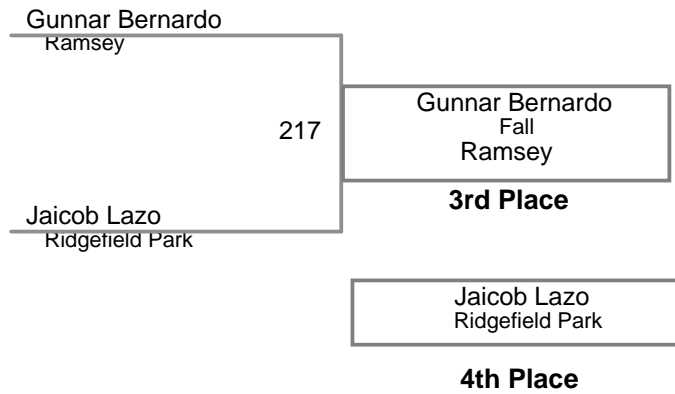 Gunnar Bernardo
Ramsey
217
Gunnar Bernardo
Fall
Ramsey
3rd Place
Jaicob Lazo
Ridgefield Park
Jaicob Lazo
Ridgefield Park
4th Place